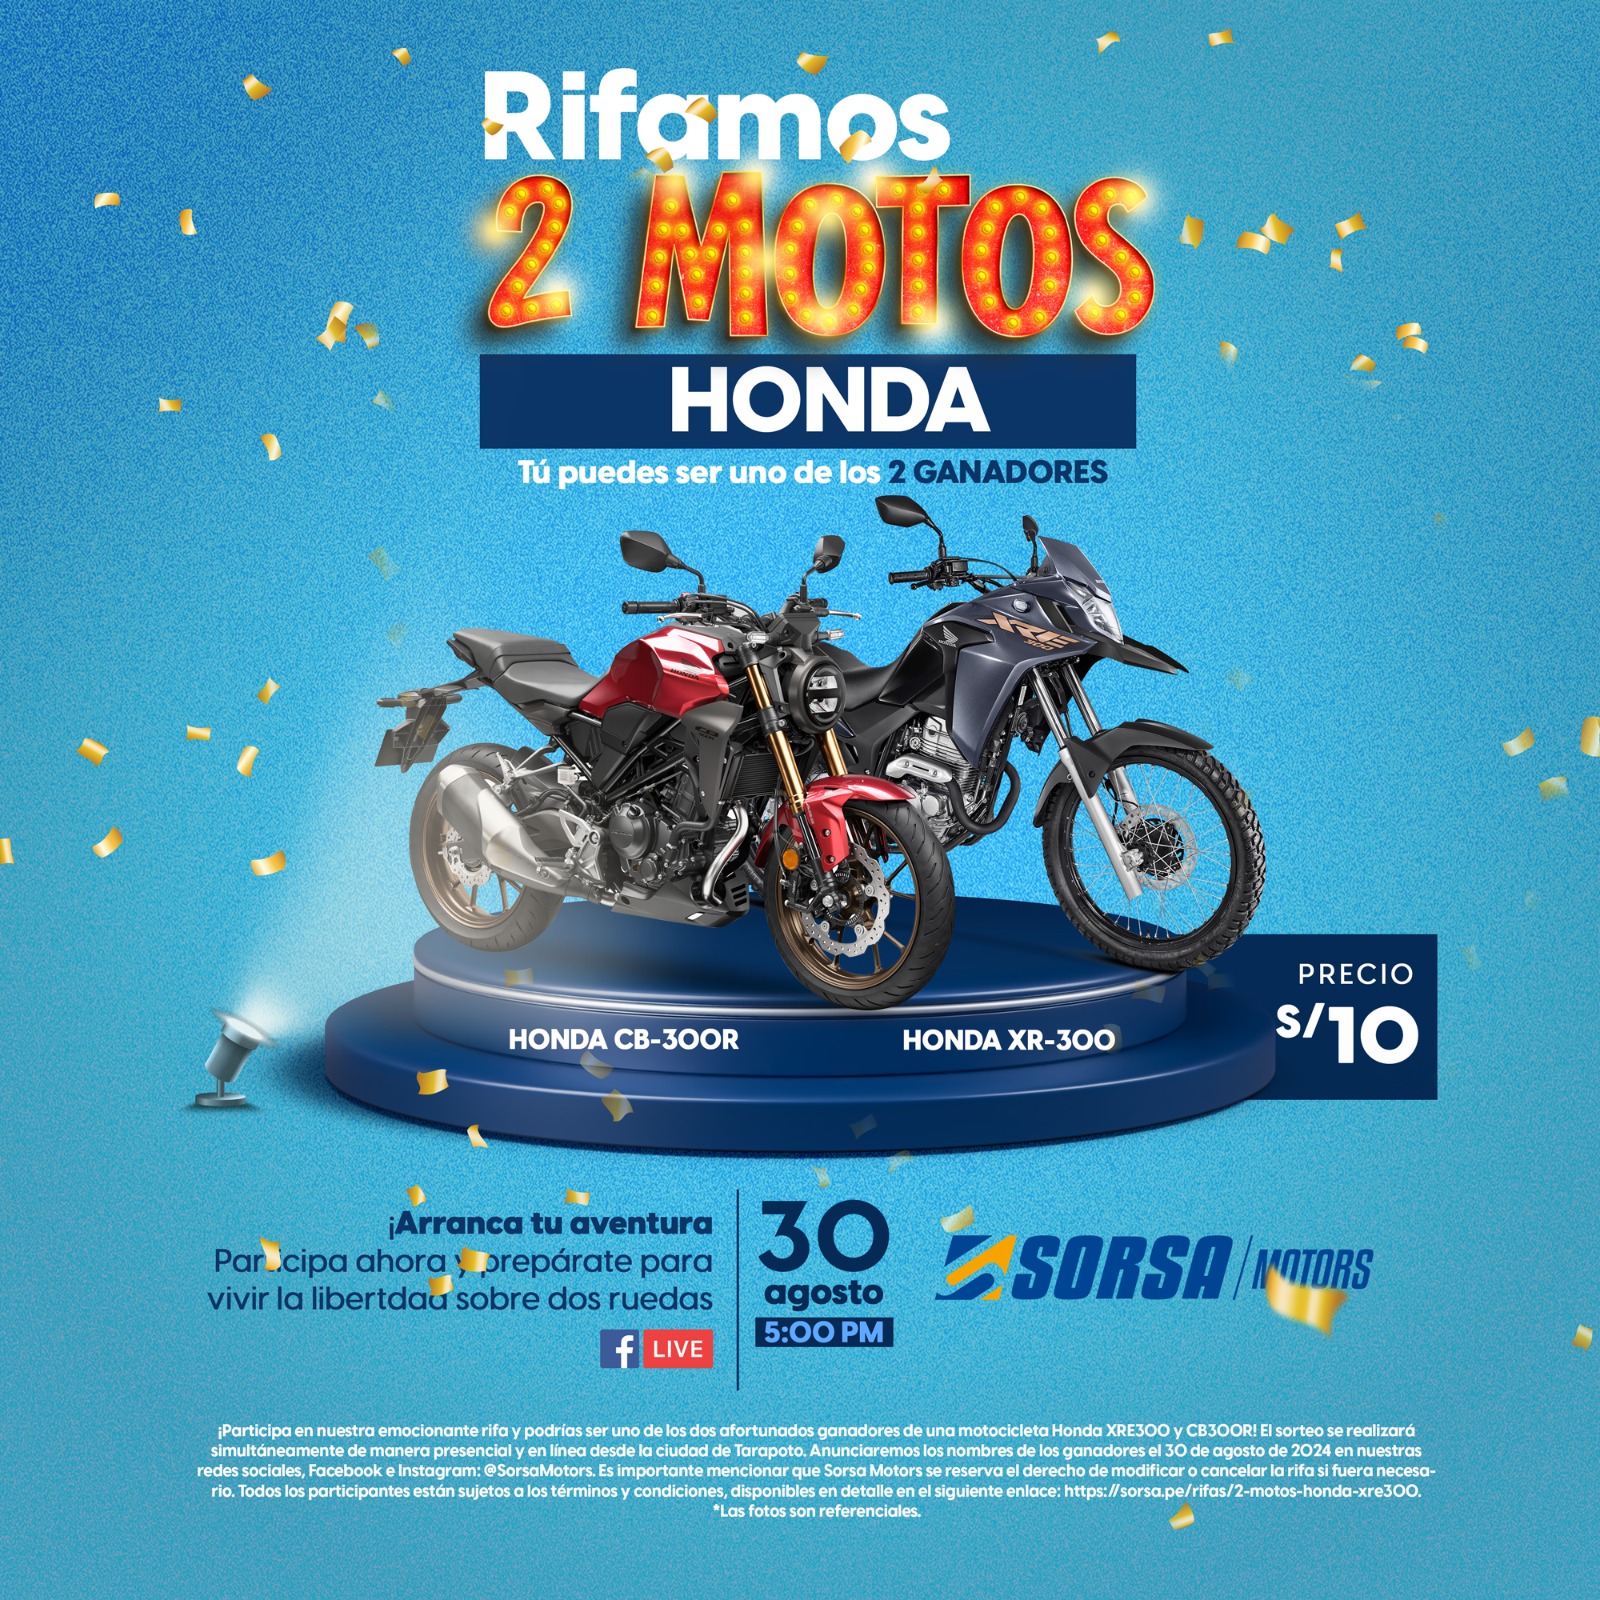 Rifamos
2 MOTOS
HONDA
Tú puedes ser uno de los 2 GANADORES
HONDA
XRE
300
HONDA CB-300R
HONDA XR-300
PRECIO
S/10
¡Arranca tu aventura
Participa ahora y prepárate para
vivir la libertdad sobre dos ruedas
f LIVE
30
agosto
5:00 PM
SORSA MOTORS
¡Participa en nuestra emocionante rifa y podrías ser uno de los dos afortunados ganadores de una motocicleta Honda XRE300 y CB300R! El sorteo se realizará
simultáneamente de manera presencial y en línea desde la ciudad de Tarapoto. Anunciaremos los nombres de los ganadores el 30 de agosto de 2024 en nuestras
redes sociales, Facebook e Instagram: @SorsaMotors. Es importante mencionar que Sorsa Motors se reserva el derecho de modificar o cancelar la rifa si fuera necesa-
rio. Todos los participantes están sujetos a los términos y condiciones, disponibles en detalle en el siguiente enlace: https://sorsa.pe/rifas/2-motos-honda-xre300.
*Las fotos son referenciales.